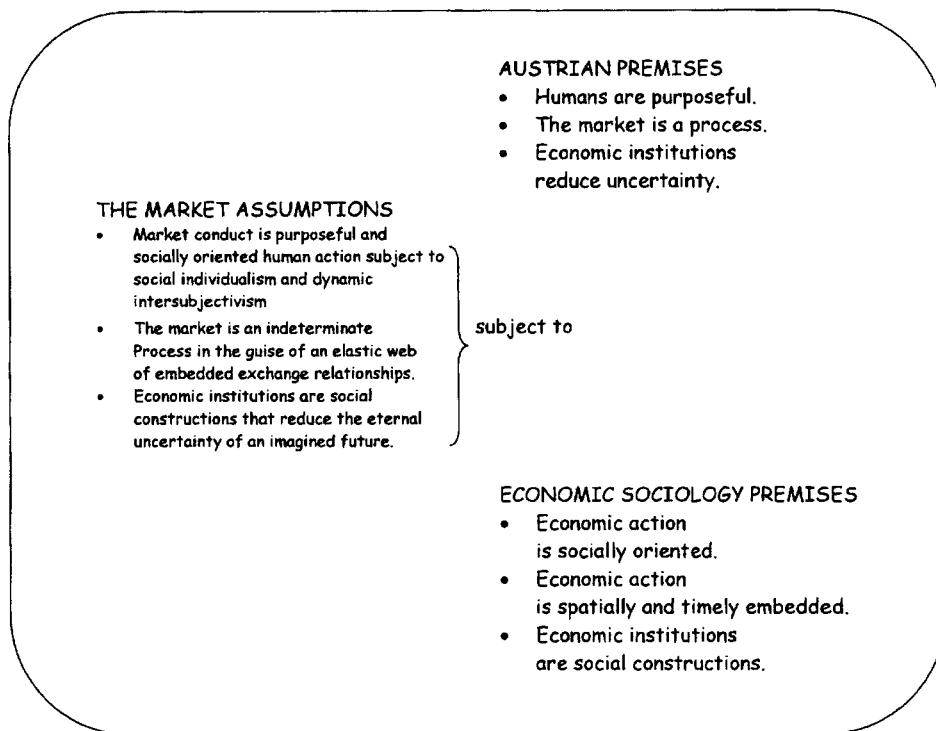 AUSTRIAN PREMISES
• Humans are purposeful.
• The market is a process.
• Economic institutions
reduce uncertainty.
THE MARKET ASSUMPTIONS
• Market conduct is purposeful and
socially oriented human action subject to
social individualism and dynamic
intersubjectivism
• The market is an indeterminate
Process in the guise of an elastic web
of embedded exchange relationships.
• Economic institutions are social
constructions that reduce the eternal
uncertainty of an imagined future.
subject to
ECONOMIC SOCIOLOGY PREMISES
• Economic action
is socially oriented.
• Economic action
is spatially and timely embedded.
• Economic institutions
are social constructions.